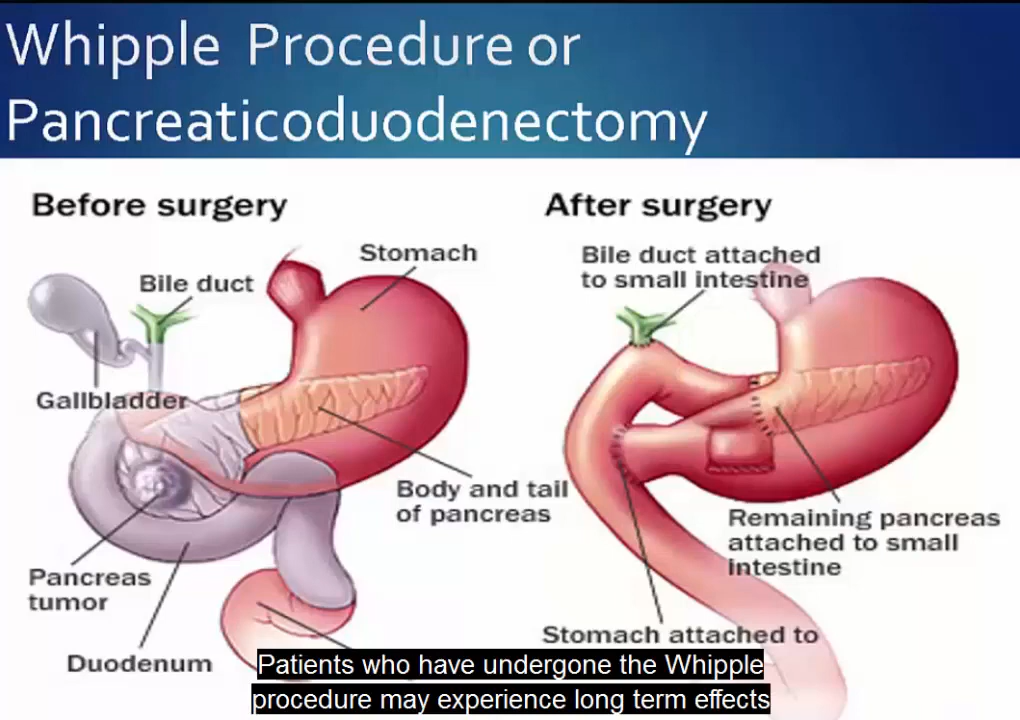 Whipple Procedure or
Pancreaticoduodenectomy
Before surgery
Stomach
Bile duct
Gallbladder
Body and tail
of pancreas
Pancreas
tumor
Duodenum
After surgery
Bile duct attached
to small intestine
Remaining pancreas
attached to small
intestine
Stomach attached to
Patients who have undergone the Whipple
procedure may experience long term effects